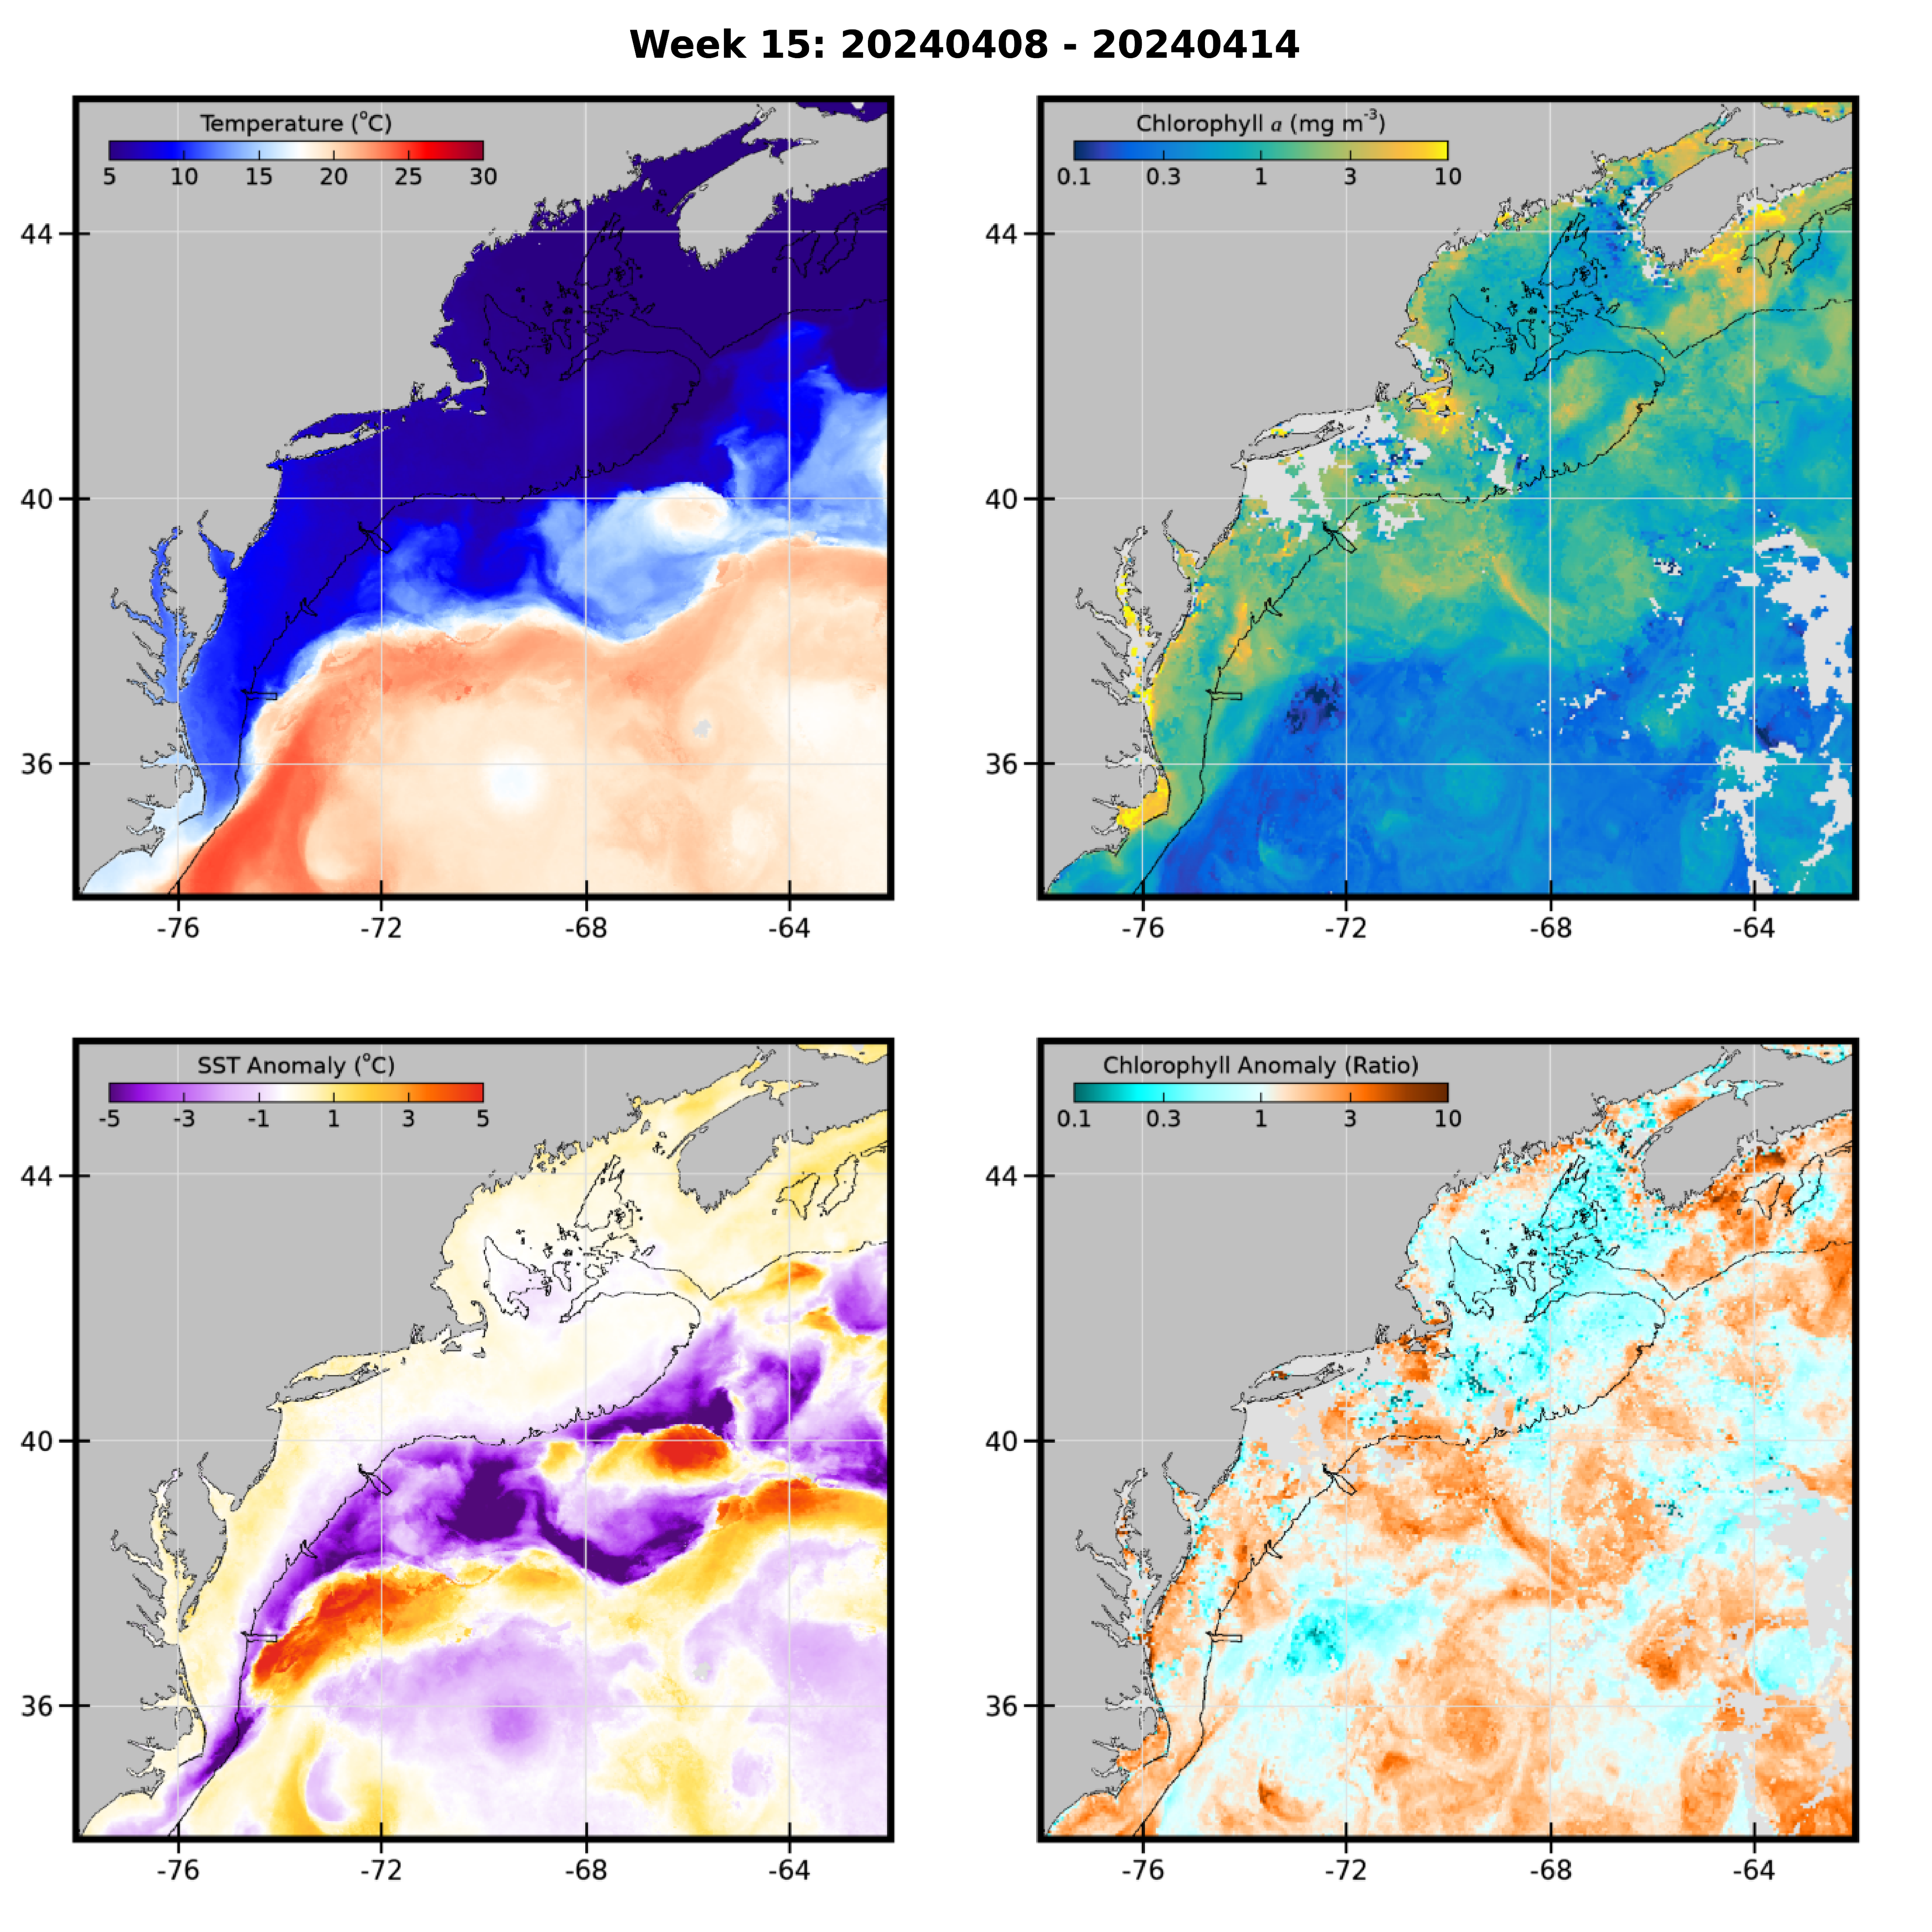 Week 15: 20240408 - 20240414
Temperature (°C)
5 10 15 20 25 30
44
40
36
-76 -72 -68 -64
Chlorophyll a (mg m⁻³)
0.1 0.3 1 3 10
44
40
36
-76 -72 -68 -64
SST Anomaly (°C)
-5 -3 -1 1 3 5
44
40
36
-76 -72 -68 -64
Chlorophyll Anomaly (Ratio)
0.1 0.3 1 3 10
44
40
36
-76 -72 -68 -64